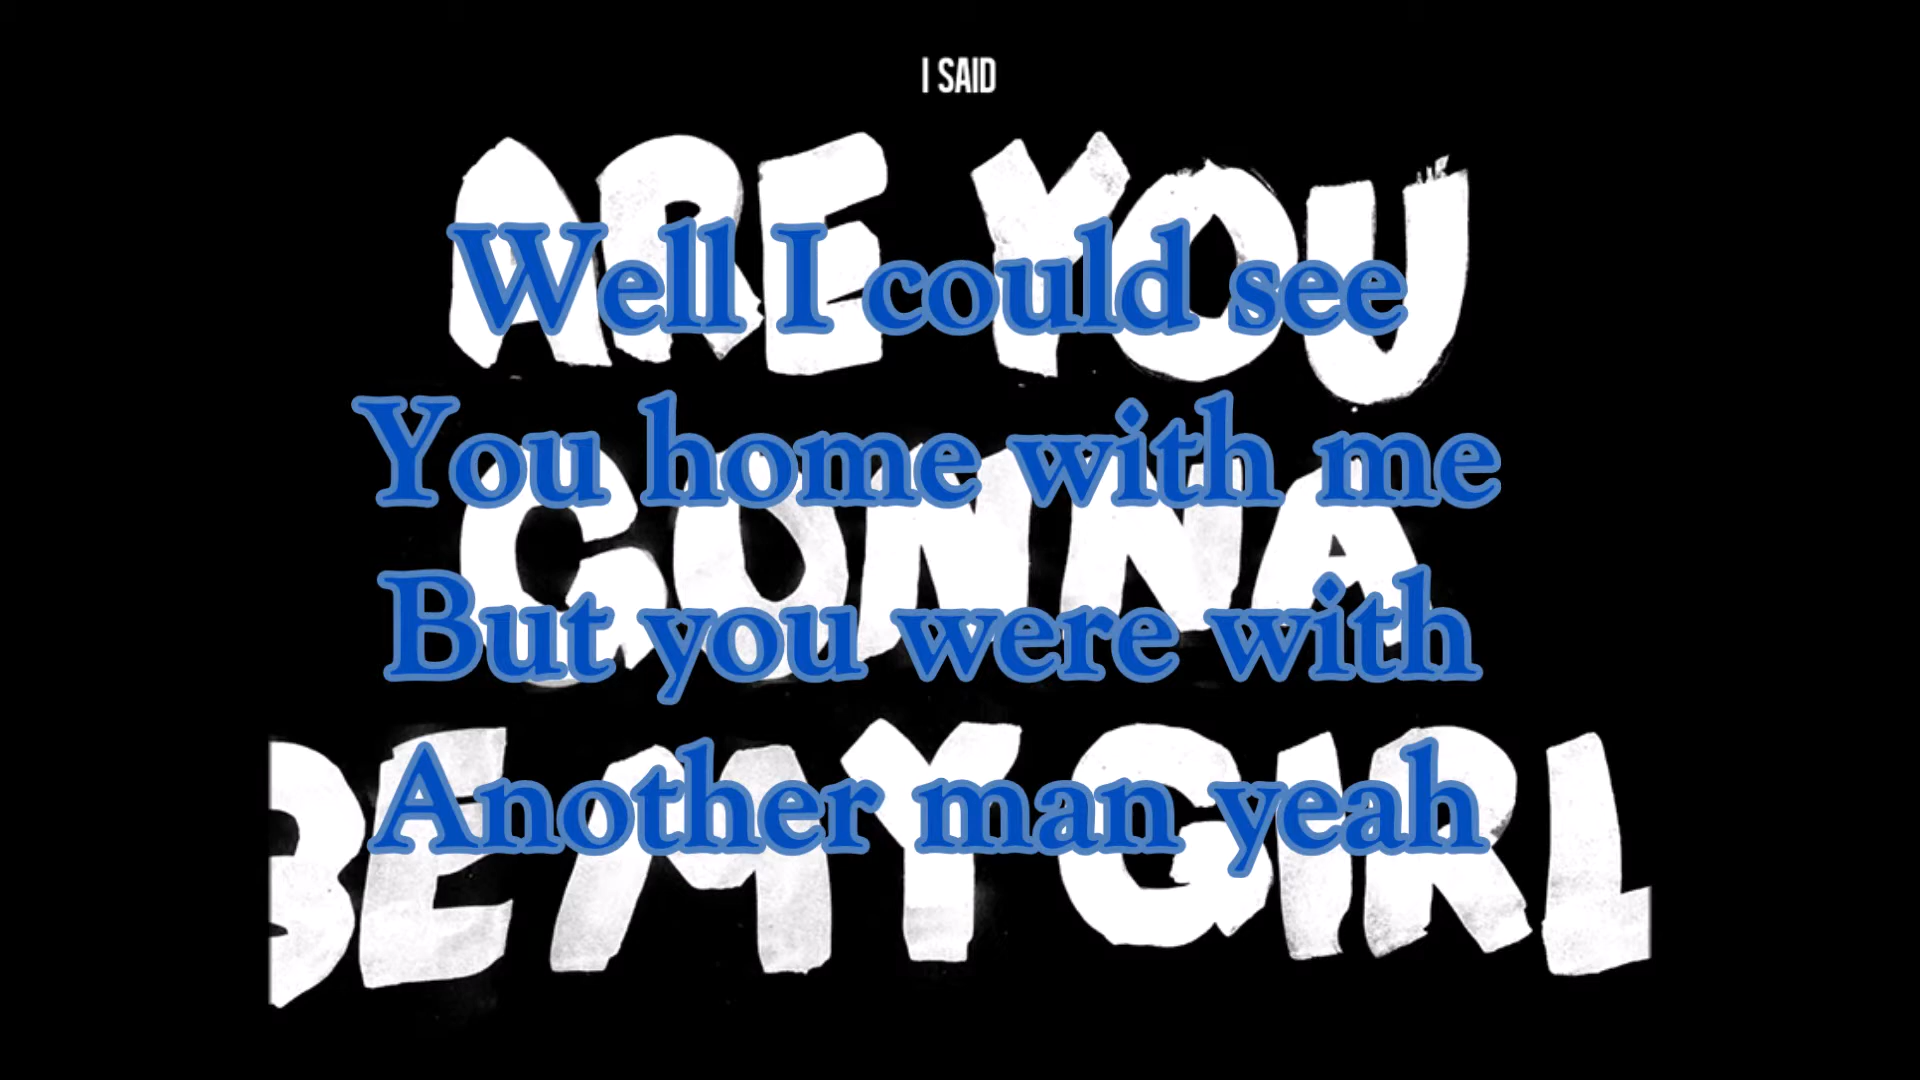 I SAID
ARE YOU
Well I could see
You home with me
GONNA
But you were with
BE MY GIRL
Another man yeah